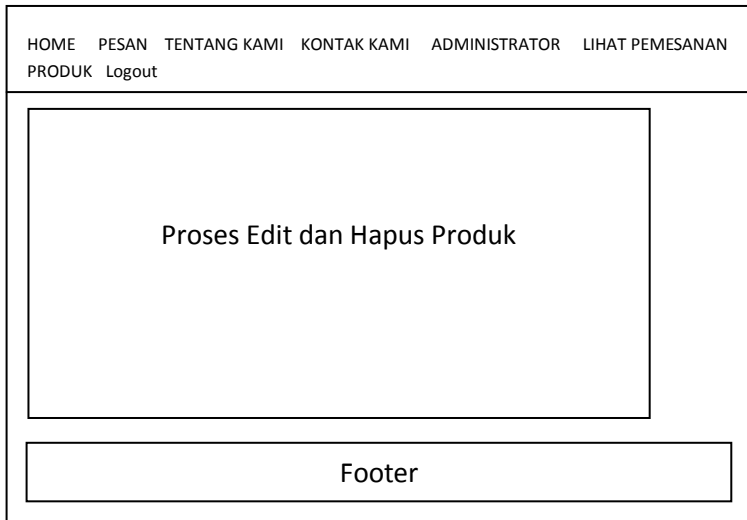 HOME PESAN TENTANG KAMI KONTAK KAMI ADMINISTRATOR LIHAT PEMESANAN
PRODUK Logout
Proses Edit dan Hapus Produk
Footer